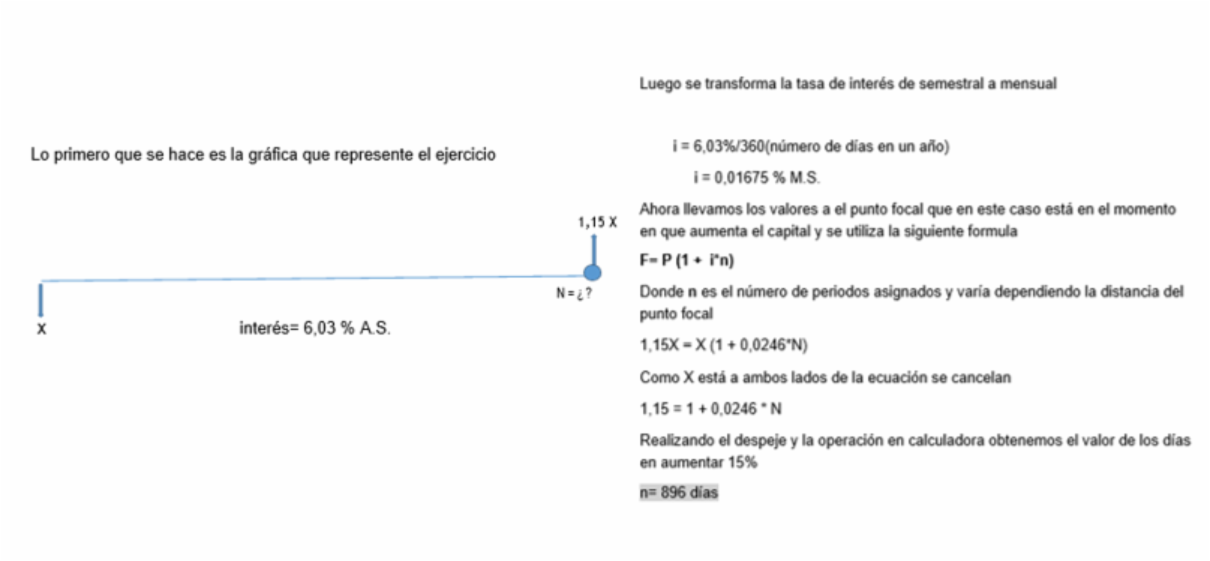 Lo primero que se hace es la gráfica que represente el ejercicio
1,15 X
N = ¿ ?
X
interés= 6,03 % A.S.
Luego se transforma la tasa de interés de semestral a mensual
i = 6,03%/360(número de días en un año)
i = 0,01675 % M.S.
Ahora llevamos los valores a el punto focal que en este caso está en el momento
en que aumenta el capital y se utiliza la siguiente formula
F= P (1 + i*n)
Donde n es el número de periodos asignados y varía dependiendo la distancia del
punto focal
1,15X = X (1 + 0,0246*N)
Como X está a ambos lados de la ecuación se cancelan
1,15 = 1 + 0,0246 * N
Realizando el despeje y la operación en calculadora obtenemos el valor de los días
en aumentar 15%
n= 896 días